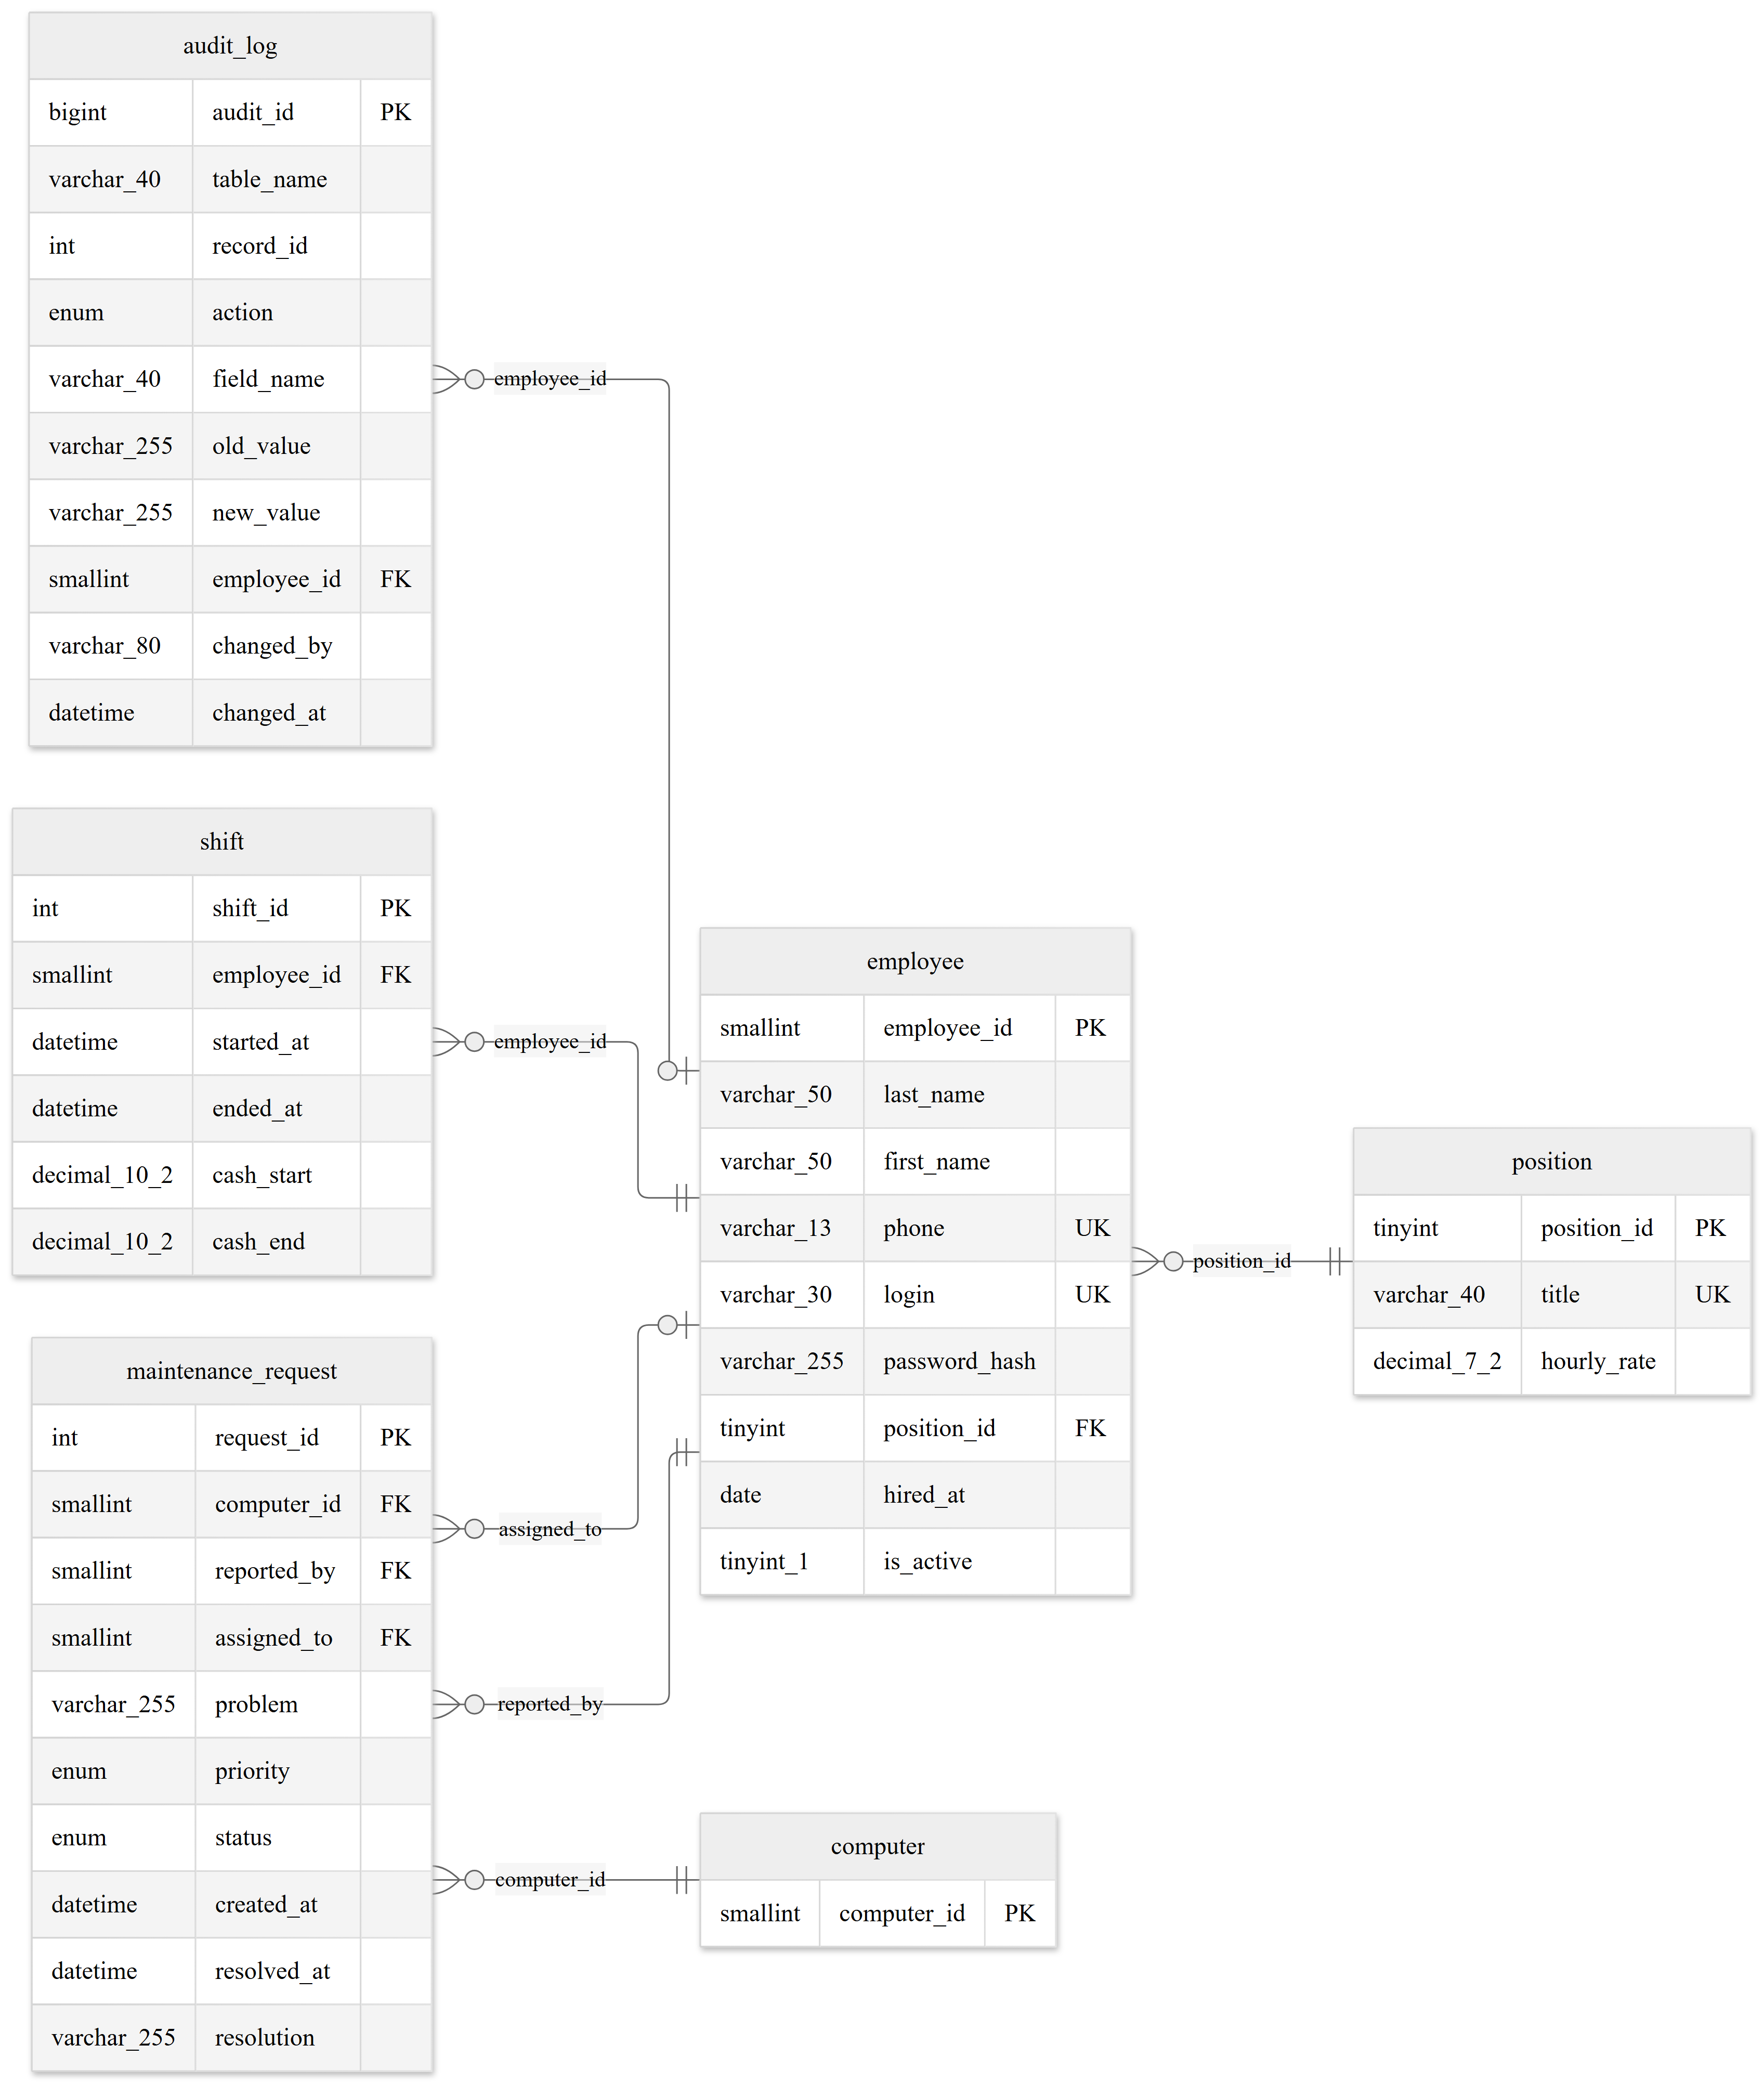 audit_log
bigint audit_id PK
varchar_40 table_name
int record_id
enum action
varchar_40 field_name
varchar_255 old_value
varchar_255 new_value
smallint employee_id FK
varchar_80 changed_by
datetime changed_at
employee_id
shift
int shift_id PK
smallint employee_id FK
datetime started_at
datetime ended_at
decimal_10_2 cash_start
decimal_10_2 cash_end
employee_id
employee
smallint employee_id PK
varchar_50 last_name
varchar_50 first_name
varchar_13 phone UK
varchar_30 login UK
varchar_255 password_hash
tinyint position_id FK
date hired_at
tinyint_1 is_active
position_id
position
tinyint position_id PK
varchar_40 title UK
decimal_7_2 hourly_rate
maintenance_request
int request_id PK
smallint computer_id FK
smallint reported_by FK
smallint assigned_to FK
varchar_255 problem
enum priority
enum status
datetime created_at
datetime resolved_at
varchar_255 resolution
assigned_to
reported_by
computer_id
computer
smallint computer_id PK